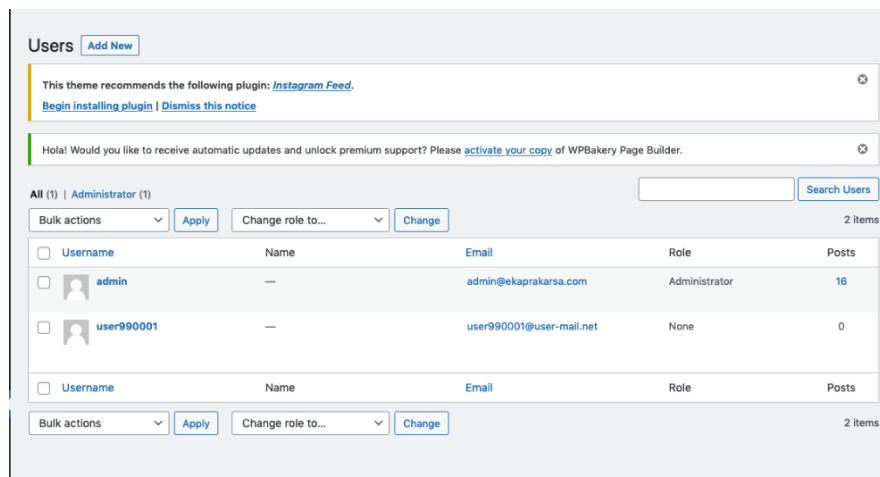 Users Add New
This theme recommends the following plugin: Instagram Feed.
Begin installing plugin | Dismiss this notice
Hola! Would you like to receive automatic updates and unlock premium support? Please activate your copy of WPBakery Page Builder.
All (1) | Administrator (1) Search Users
Bulk actions Apply Change role to... Change 2 items
Username Name Email Role Posts
admin — admin@ekaprakarsa.com Administrator 16
user990001 — user990001@user-mail.net None 0
Username Name Email Role Posts
Bulk actions Apply Change role to... Change 2 items